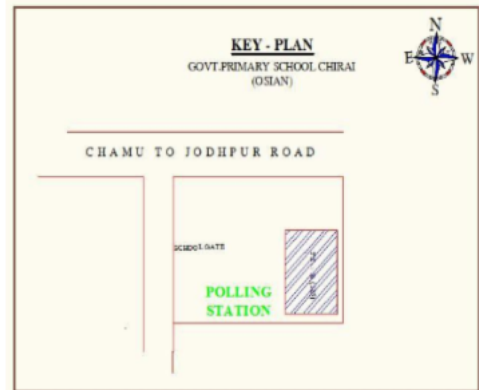 KEY - PLAN
GOVT.PRIMARY SCHOOL CHIRAI
(OSIAN)
N
E
W
S
CHAMU TO JODHPUR ROAD
SCHOOL GATE
POLLING
STATION